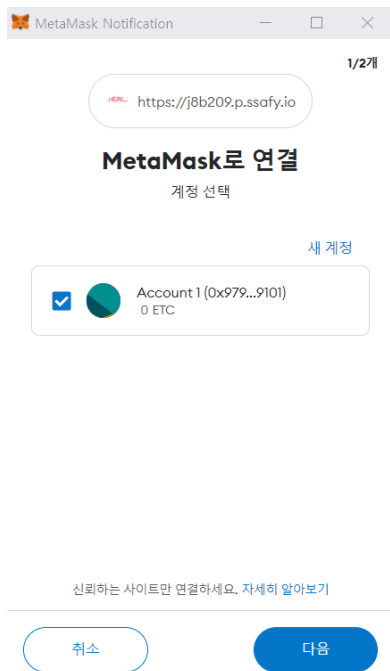 MetaMask Notification
1/2개
https://j8b209.p.ssafy.io
MetaMask로 연결
계정 선택
새 계정
Account 1 (0x979...9101)
0 ETC
신뢰하는 사이트만 연결하세요. 자세히 알아보기
취소
다음